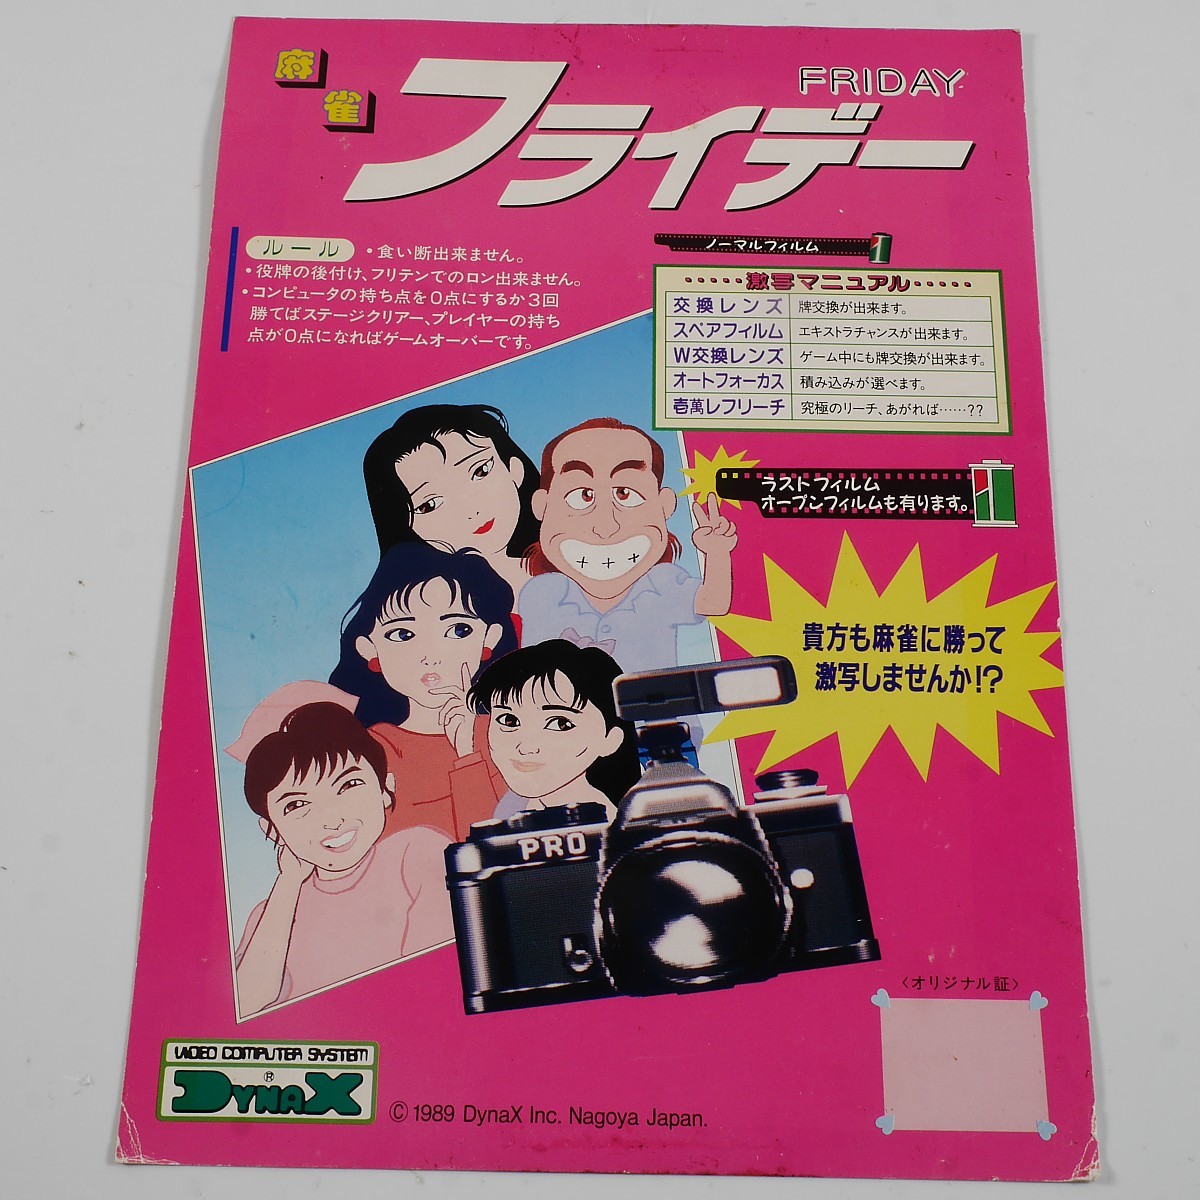 麻雀
フライデー
FRIDAY
ルール
・食い断出来ません。
・役牌の後付け、フリテンでのロン出来ません。
・コンピュータの持ち点を0点にするか3回
勝てばステージクリアー、プレイヤーの持ち
点が0点になればゲームオーバーです。
ノーマルフィルム
・・・・・・激写マニュアル・・・・・・
交換レンズ 牌交換が出来ます。
スペアフィルム エキストラチャンスが出来ます。
W交換レンズ ゲーム中にも牌交換が出来ます。
オートフォーカス 積み込みが選べます。
壱萬レフリーチ 究極のリーチ、あがれば……??
ラストフィルム
オープンフィルムも有ります。
貴方も麻雀に勝って
激写しませんか!?
PRO
〈オリジナル証〉
VIDEO COMPUTER SYSTEM
DYNAX
®
© 1989 DynaX Inc. Nagoya Japan.